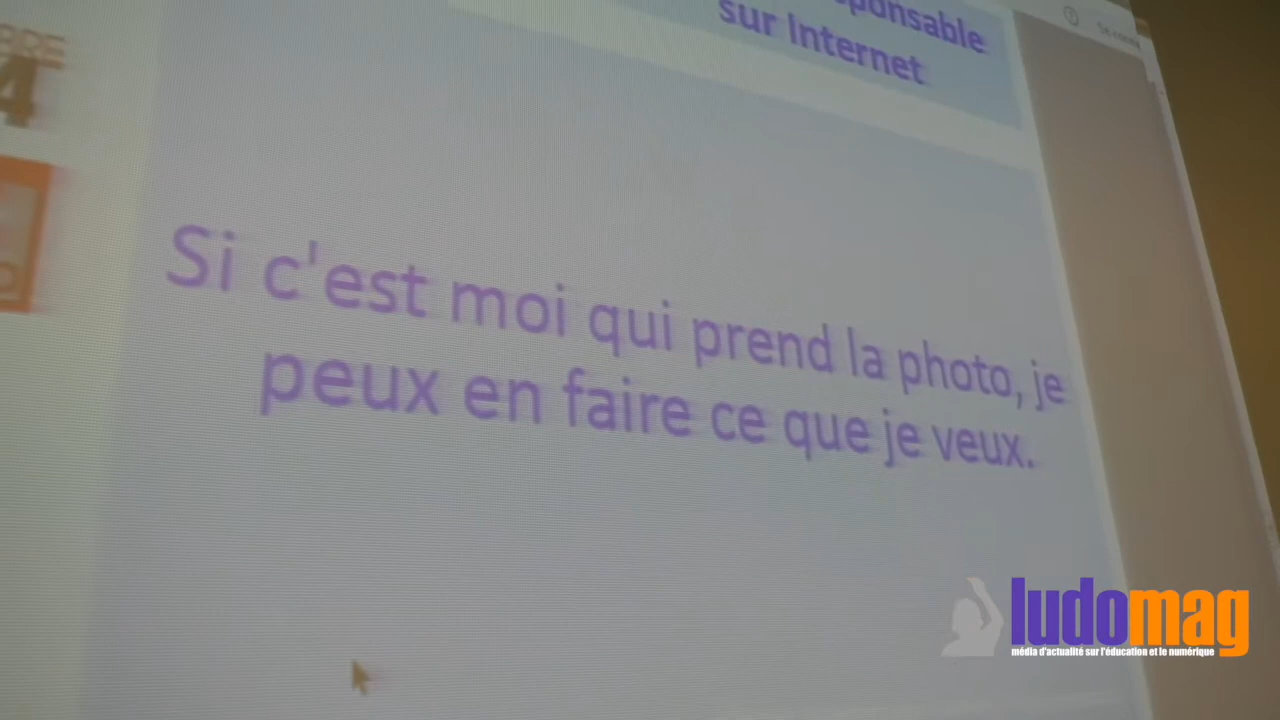 sur Internet
Si c'est moi qui prend la photo, je
peux en faire ce que je veux.
4
ludomag
média d'actualité sur l'éducation et le numérique